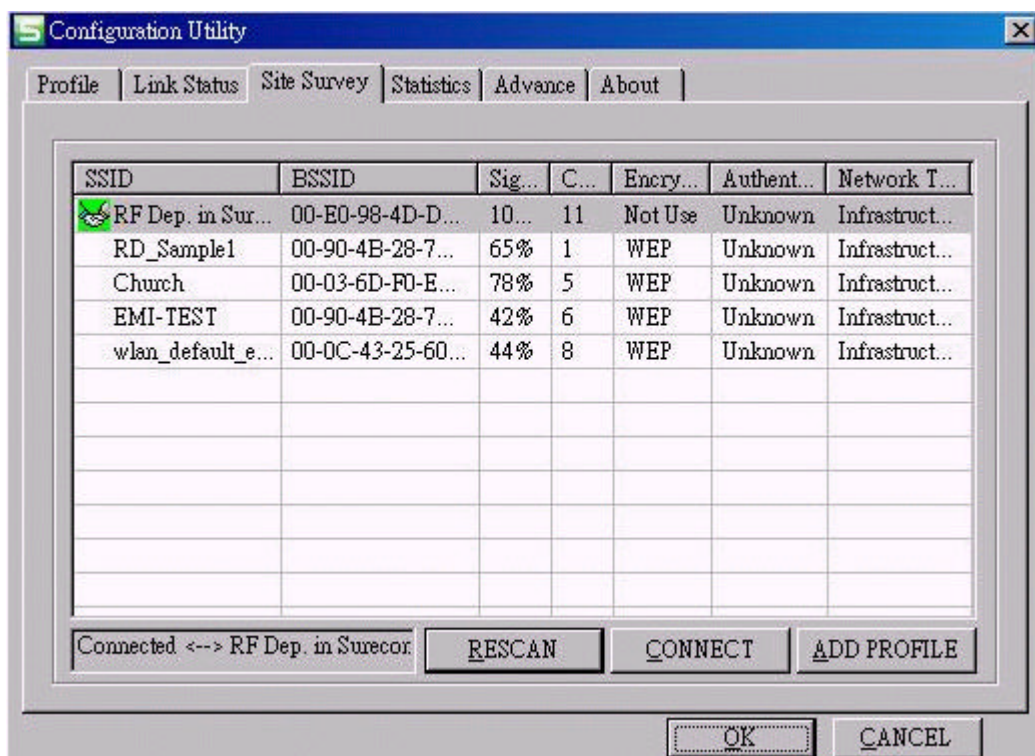 Configuration Utility
Profile Link Status Site Survey Statistics Advance About
SSID BSSID Sig... C... Encry... Authent... Network T...
RF Dep. in Sur... 00-E0-98-4D-D... 10... 11 Not Use Unknown Infrastruct...
RD_Sample1 00-90-4B-28-7... 65% 1 WEP Unknown Infrastruct...
Church 00-03-6D-F0-E... 78% 5 WEP Unknown Infrastruct...
EMI-TEST 00-90-4B-28-7... 42% 6 WEP Unknown Infrastruct...
wlan_default_e... 00-0C-43-25-60... 44% 8 WEP Unknown Infrastruct...
Connected <--> RF Dep. in Surecor RESCAN CONNECT ADD PROFILE
OK CANCEL